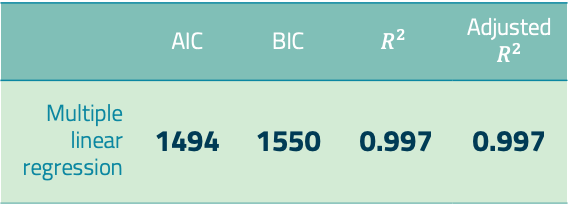 AIC BIC R² Adjusted R²
Multiple linear regression 1494 1550 0.997 0.997